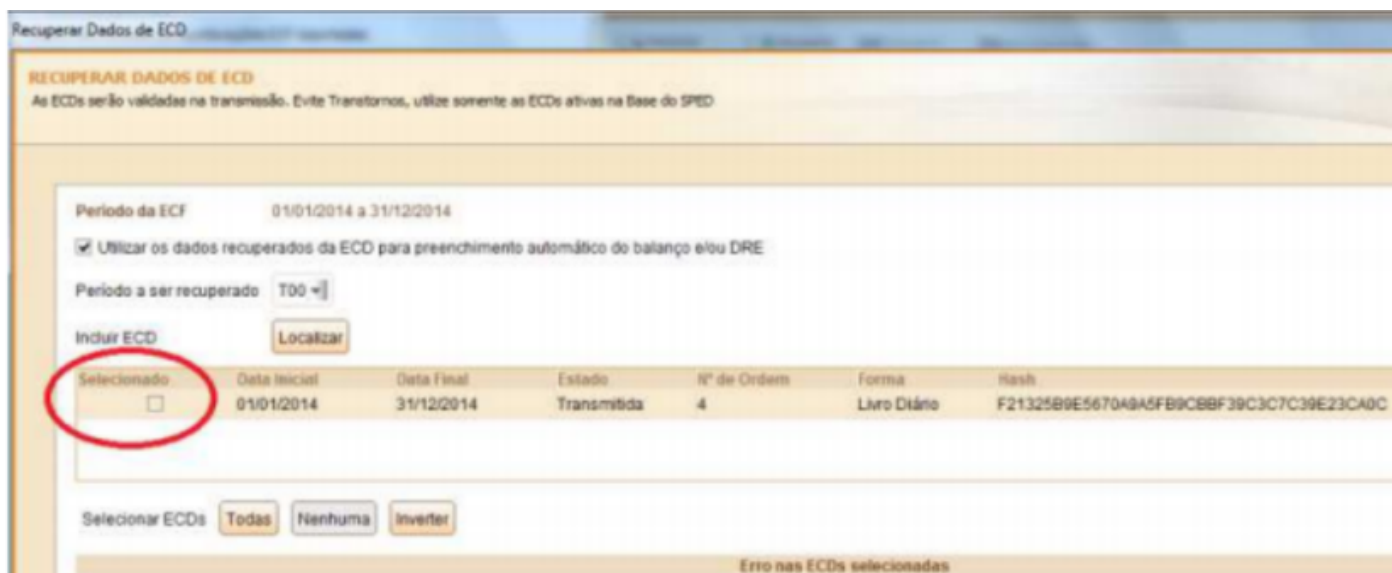 Recuperar Dados de ECD
RECUPERAR DADOS DE ECD
As ECDs serão validadas na transmissão. Evite Transtornos, utilize somente as ECDs ativas na Base do SPED
Período da ECF 01/01/2014 a 31/12/2014
Utilizar os dados recuperados da ECD para preenchimento automático do balanço e/ou DRE
Período a ser recuperado T00
Incluir ECD Localizar
Selecionado Data Inicial Data Final Estado Nº de Ordem Forma Hash
01/01/2014 31/12/2014 Transmitida 4 Livro Diário F21325B9E5670A9A5FB9CBBF39C3C7C39E23CA0C
Selecionar ECDs Todas Nenhuma Inverter
Erro nas ECDs selecionadas